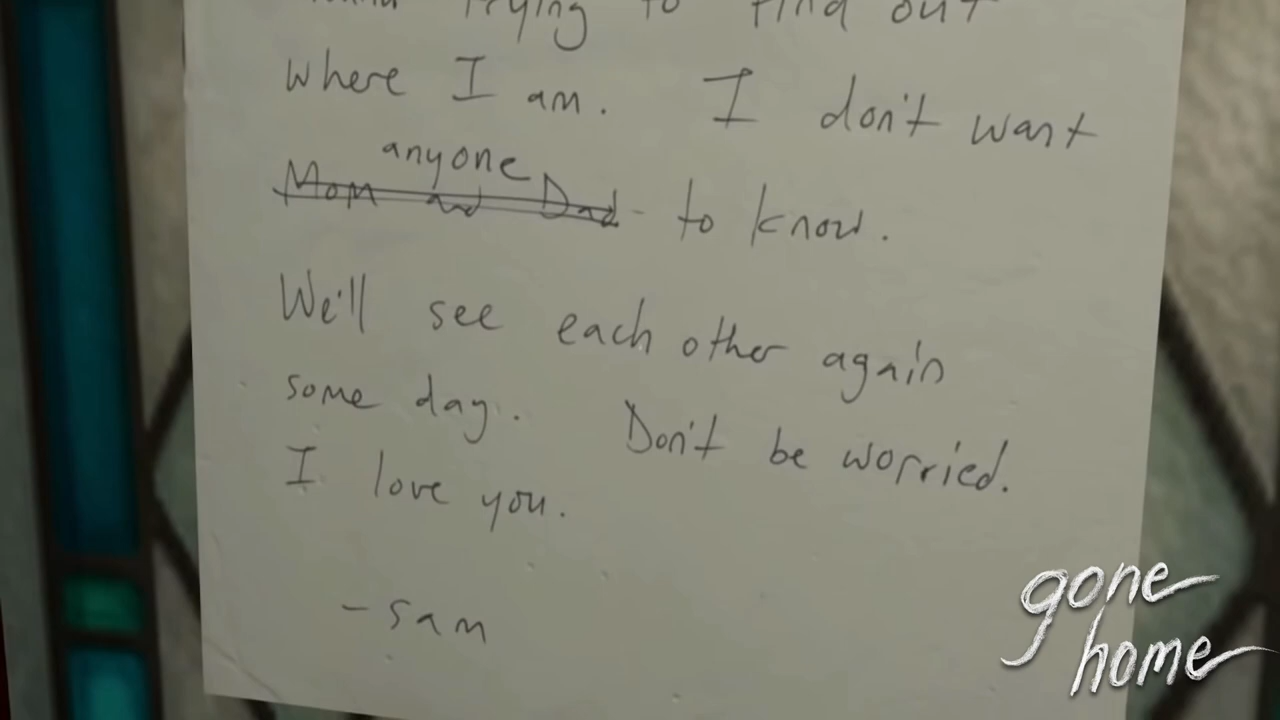 trying to find out
where I am. I don't want
anyone
Mom and Dad to know.
We'll see each other again
some day. Don't be worried.
I love you.
- Sam
gone
home